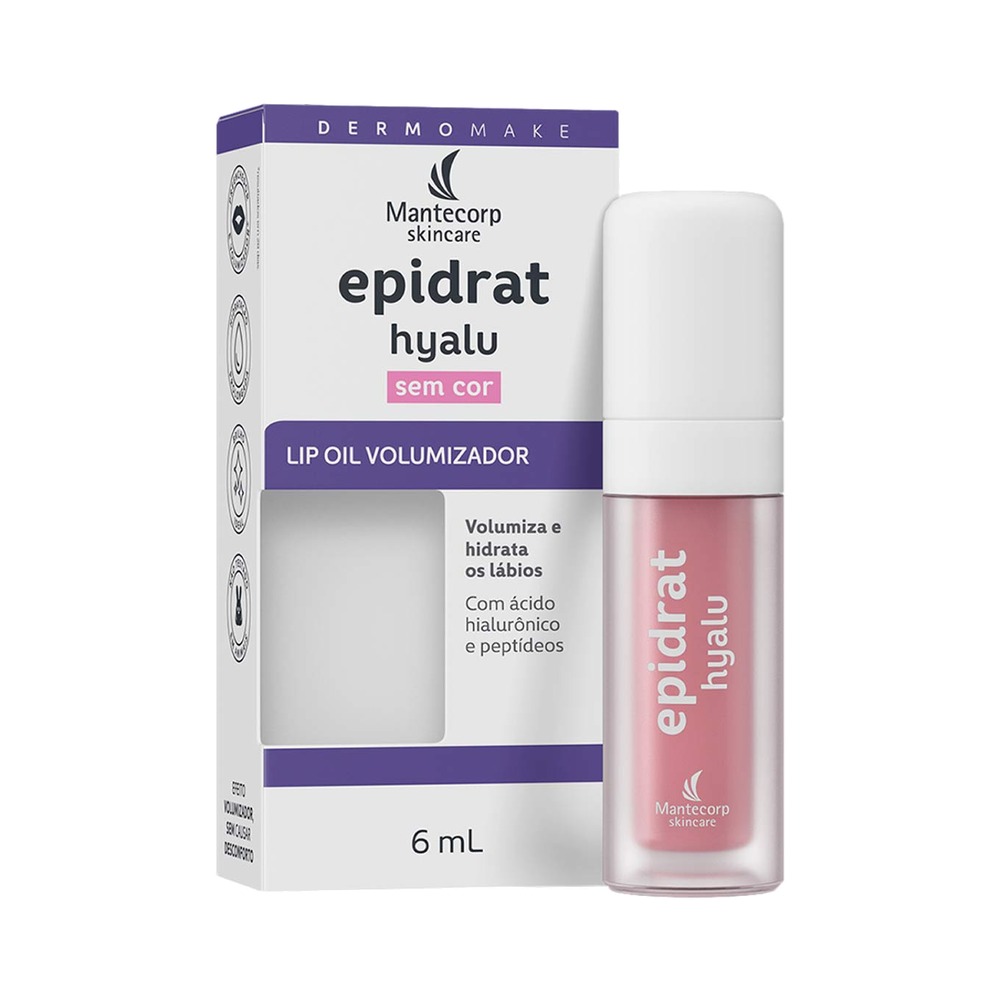 DERMOMAKE
Mantecorp
skincare
epidrat
hyalu
sem cor
LIP OIL VOLUMIZADOR
Volumiza e
hidrata
os lábios
Com ácido
hialurônico
e peptídeos
6 mL
EFEITO
VOLUMIZADOR,
SEM CAUSAR
DESCONFORTO
epidrat
hyalu
Mantecorp
skincare